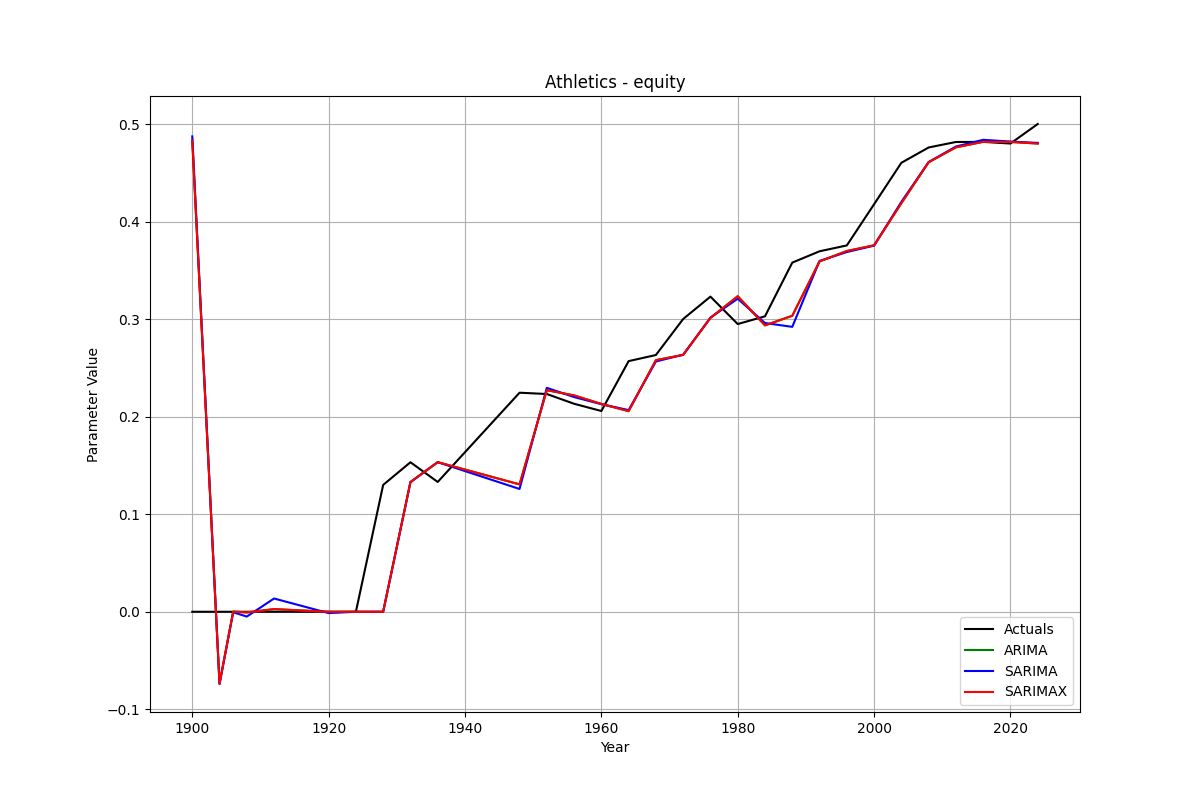 Athletics - equity
0.5
0.4
0.3
0.2
0.1
0.0
−0.1
Parameter Value
1900 1920 1940 1960 1980 2000 2020
Year
Actuals
ARIMA
SARIMA
SARIMAX